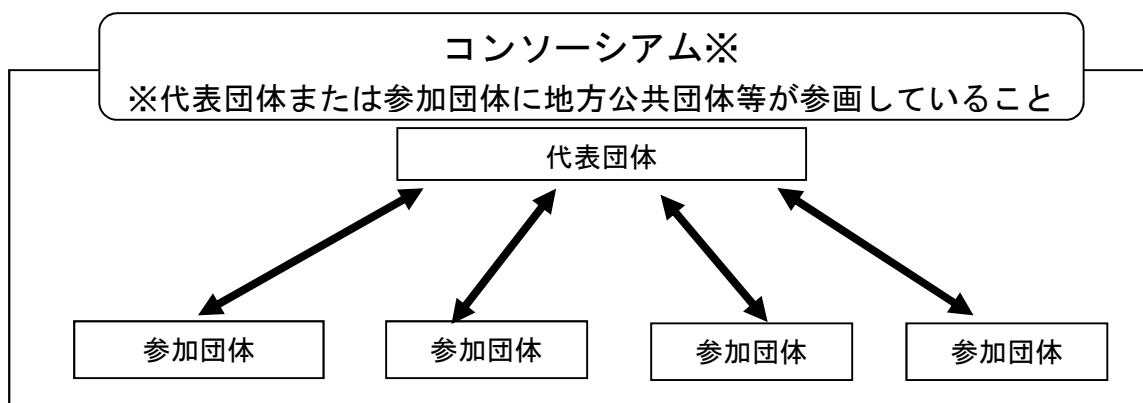 コンソーシアム※
※代表団体または参加団体に地方公共団体等が参画していること
代表団体
参加団体
参加団体
参加団体
参加団体